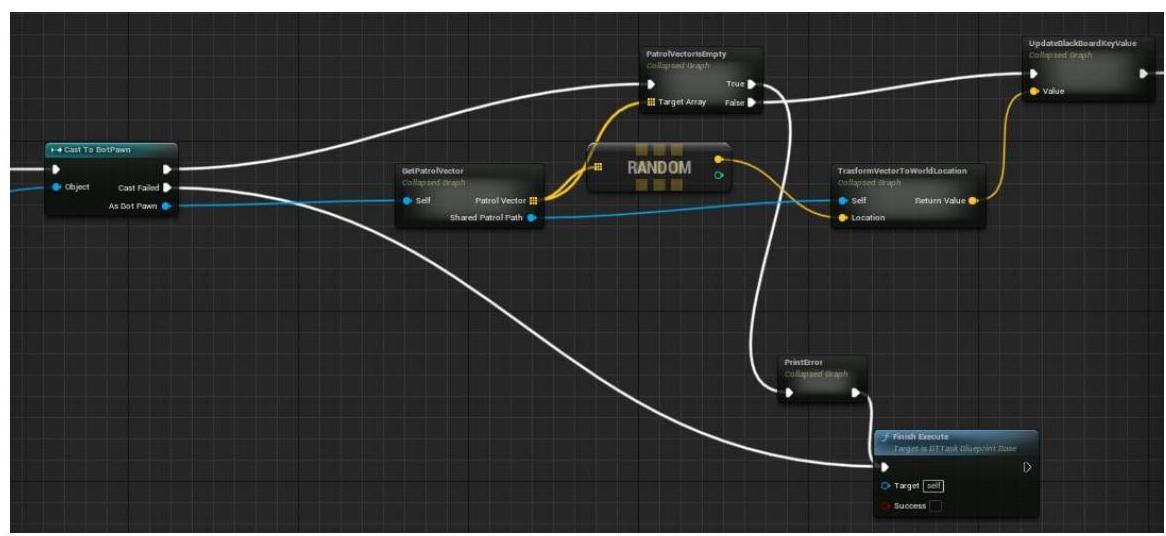 PatrolVectorIsEmpty
Collapsed Graph
True
Target Array False
UpdateBlackBoardKeyValue
Collapsed Graph
Value
Cast To BotPawn
Object Cast Failed
As Bot Pawn
GetPatrolVector
Collapsed Graph
Self Patrol Vector
Shared Patrol Path
RANDOM
TrasformVectorToWorldLocation
Collapsed Graph
Self Return Value
Location
PrintError
Collapsed Graph
f Finish Execute
Target is BTTask Blueprint Base
Target self
Success